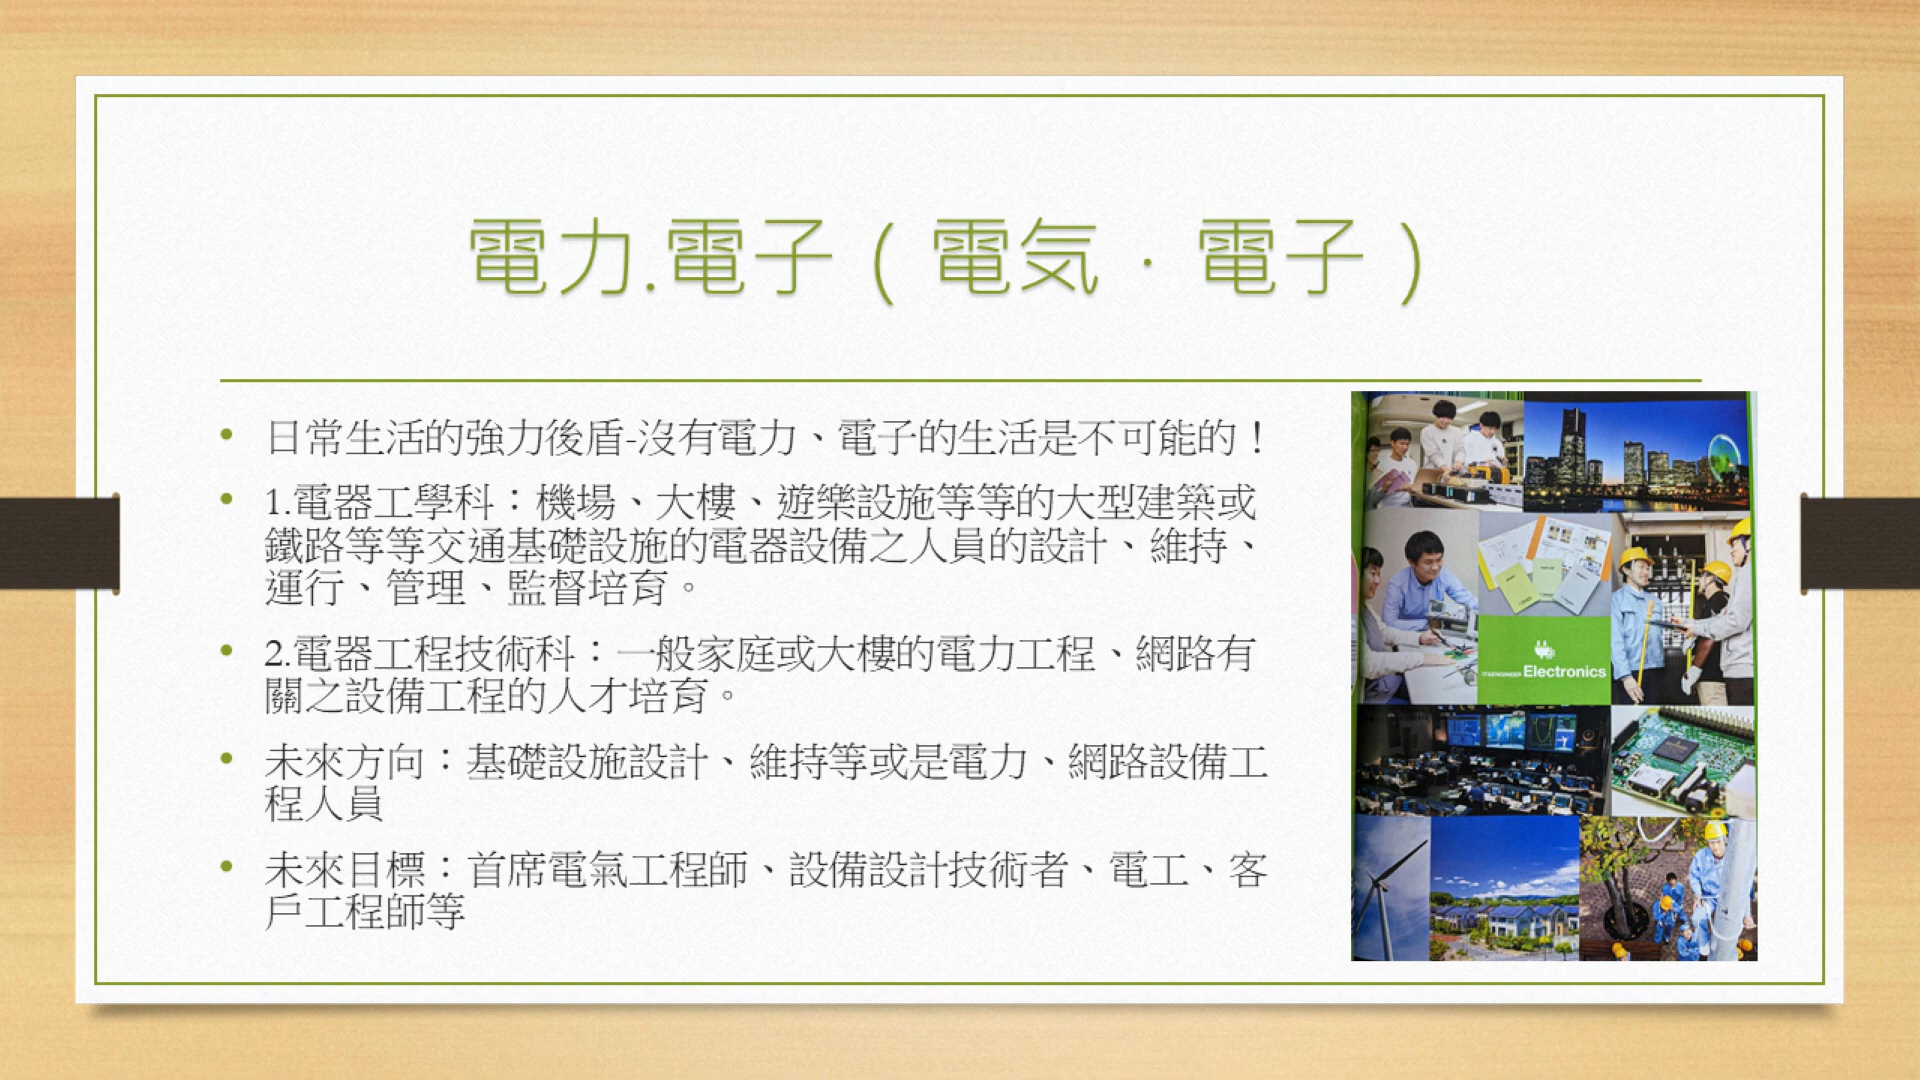 電力.電子（電気‧電子）
• 日常生活的強力後盾-沒有電力、電子的生活是不可能的！
• 1.電器工學科：機場、大樓、遊樂設施等等的大型建築或
鐵路等等交通基礎設施的電器設備之人員的設計、維持、
運行、管理、監督培育。
• 2.電器工程技術科：一般家庭或大樓的電力工程、網路有
關之設備工程的人才培育。
• 未來方向：基礎設施設計、維持等或是電力、網路設備工
程人員
• 未來目標：首席電氣工程師、設備設計技術者、電工、客
戶工程師等
Electronics